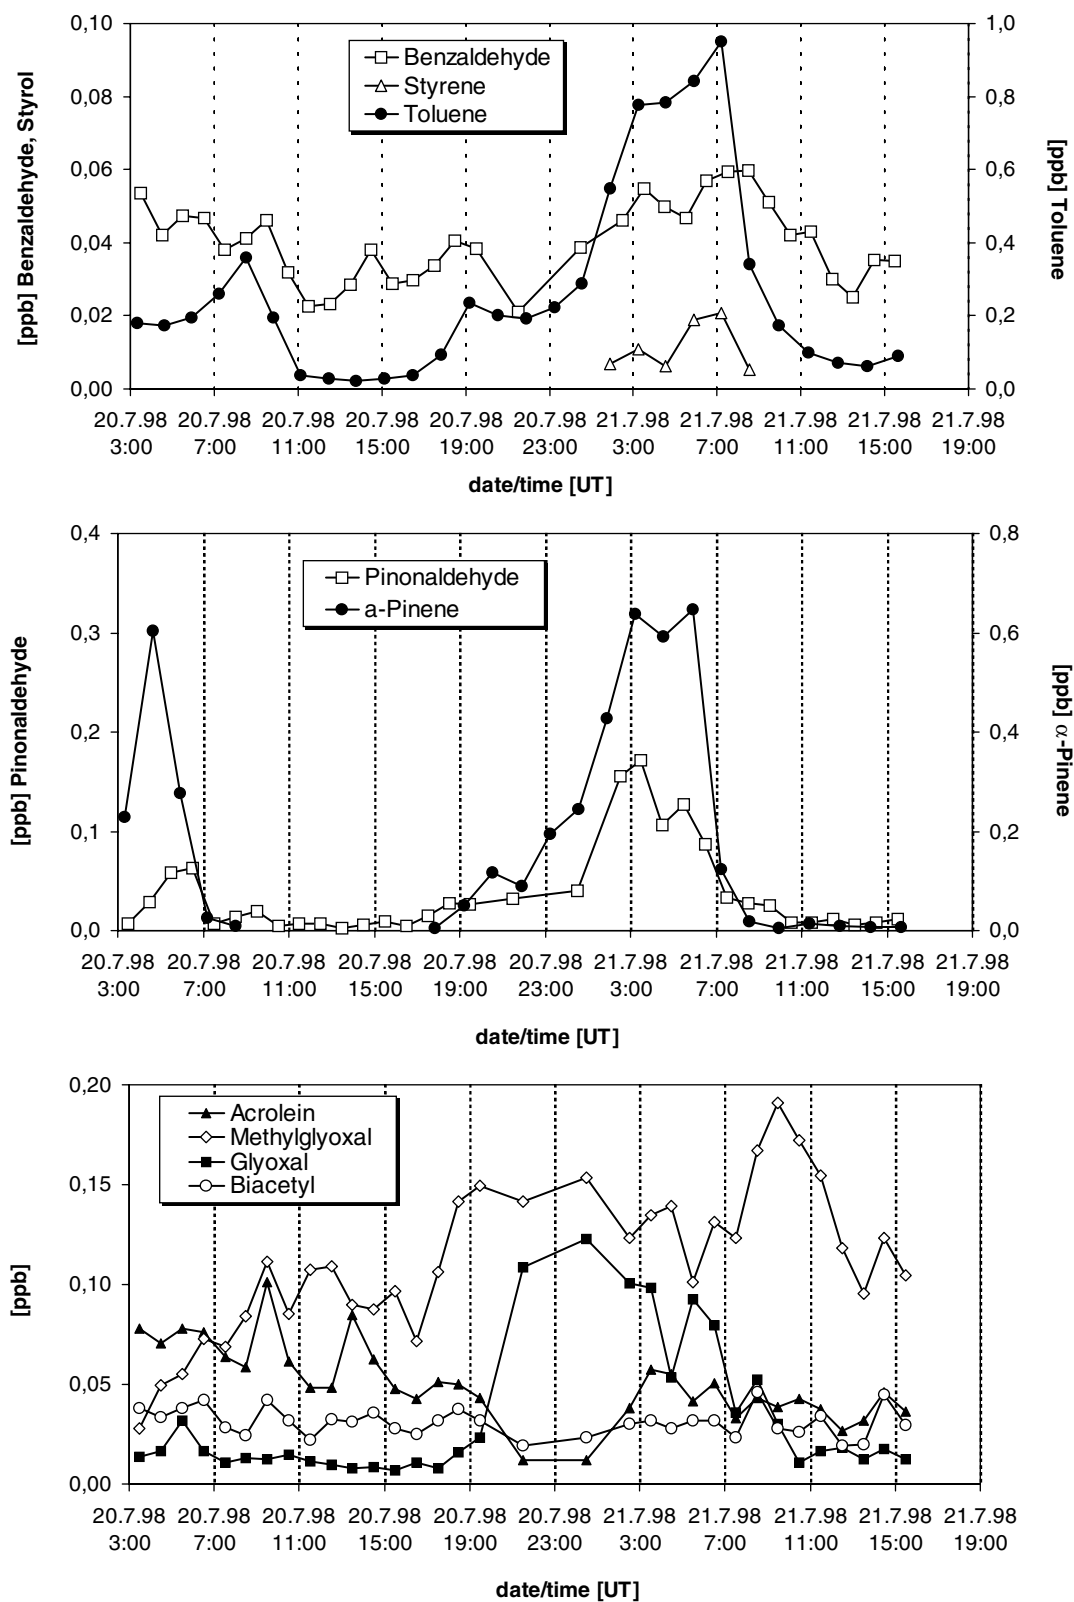 0,10
0,08
0,06
0,04
0,02
0,00
[ppb] Benzaldehyde, Styrol
Benzaldehyde
Styrene
Toluene
1,0
0,8
0,6
0,4
0,2
0,0
[ppb] Toluene
20.7.98 20.7.98 20.7.98 20.7.98 20.7.98 20.7.98 21.7.98 21.7.98 21.7.98 21.7.98 21.7.98
3:00 7:00 11:00 15:00 19:00 23:00 3:00 7:00 11:00 15:00 19:00
date/time [UT]
0,4
0,3
0,2
0,1
0,0
[ppb] Pinonaldehyde
Pinonaldehyde
a-Pinene
0,8
0,6
0,4
0,2
0,0
[ppb] α-Pinene
20.7.98 20.7.98 20.7.98 20.7.98 20.7.98 20.7.98 21.7.98 21.7.98 21.7.98 21.7.98 21.7.98
3:00 7:00 11:00 15:00 19:00 23:00 3:00 7:00 11:00 15:00 19:00
date/time [UT]
0,20
0,15
0,10
0,05
0,00
[ppb]
Acrolein
Methylglyoxal
Glyoxal
Biacetyl
20.7.98 20.7.98 20.7.98 20.7.98 20.7.98 20.7.98 21.7.98 21.7.98 21.7.98 21.7.98 21.7.98
3:00 7:00 11:00 15:00 19:00 23:00 3:00 7:00 11:00 15:00 19:00
date/time [UT]